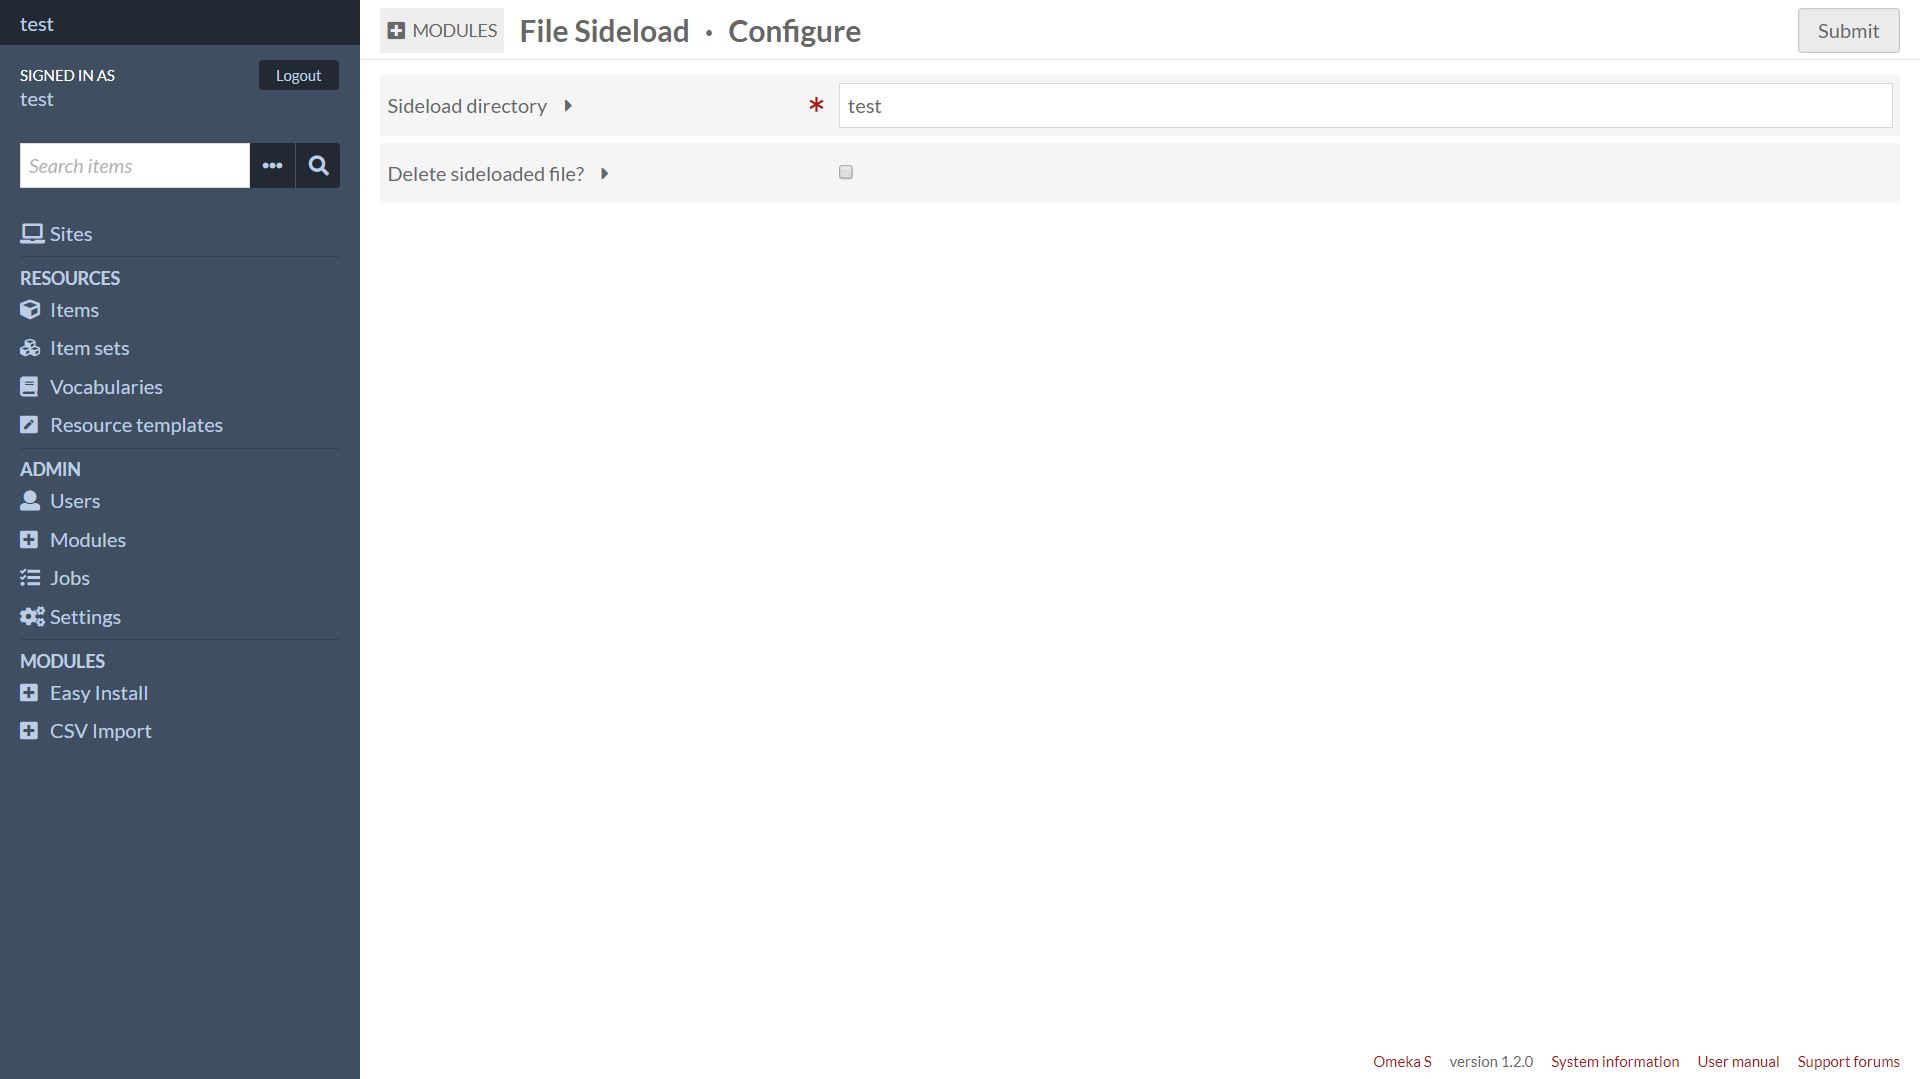 test
SIGNED IN AS
test
Logout
Search items
Sites
RESOURCES
Items
Item sets
Vocabularies
Resource templates
ADMIN
Users
Modules
Jobs
Settings
MODULES
Easy Install
CSV Import
MODULES File Sideload · Configure
Submit
Sideload directory * test
Delete sideloaded file?
Omeka S version 1.2.0 System information User manual Support forums